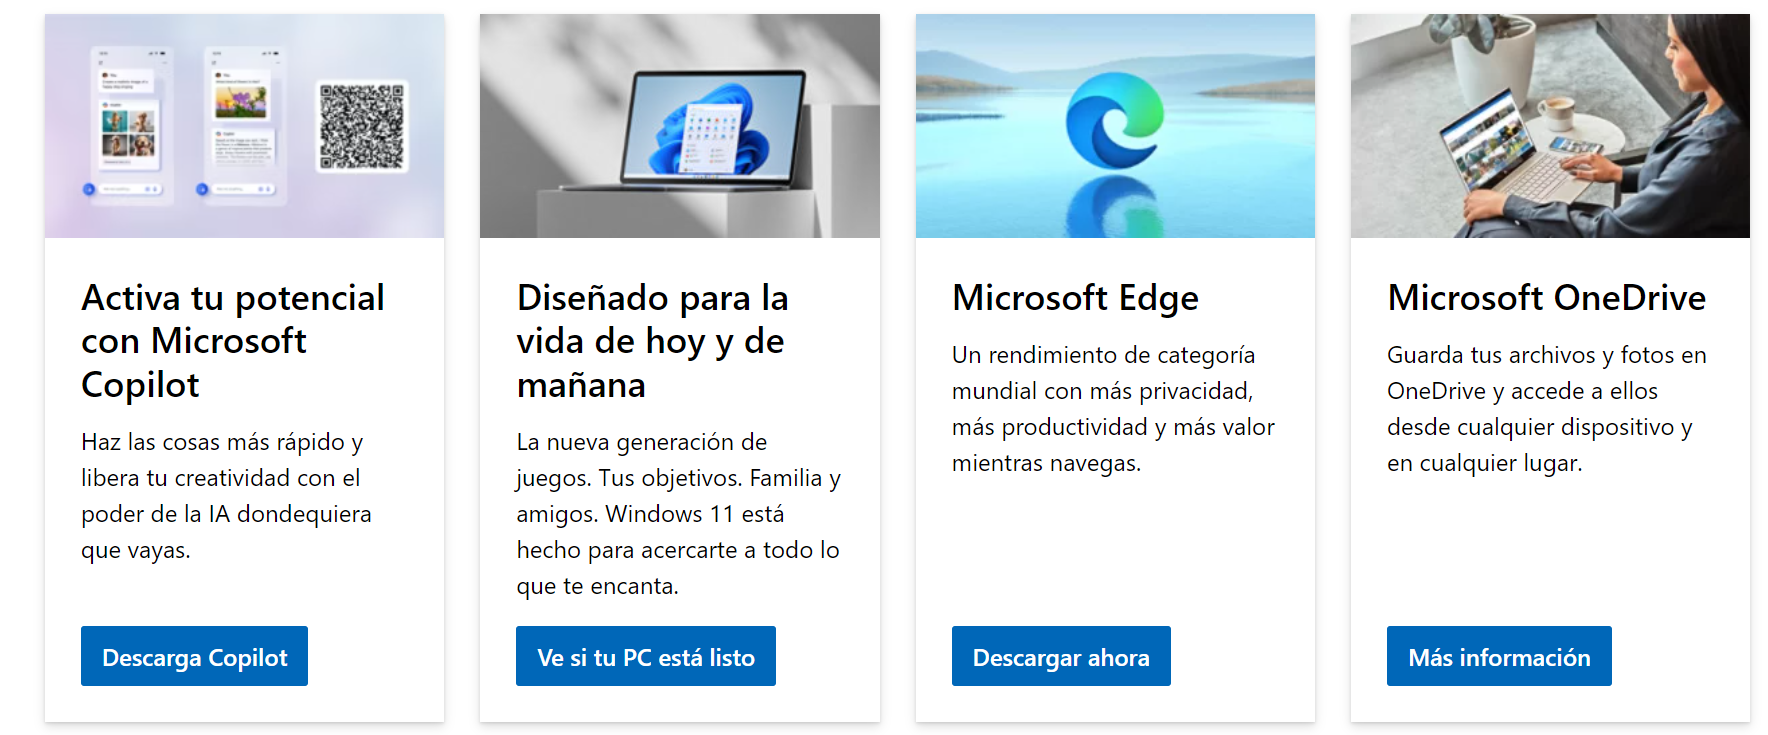 Activa tu potencial
con Microsoft
Copilot
Haz las cosas más rápido y
libera tu creatividad con el
poder de la IA dondequiera
que vayas.
Descarga Copilot
Diseñado para la
vida de hoy y de
mañana
La nueva generación de
juegos. Tus objetivos. Familia y
amigos. Windows 11 está
hecho para acercarte a todo lo
que te encanta.
Ve si tu PC está listo
Microsoft Edge
Un rendimiento de categoría
mundial con más privacidad,
más productividad y más valor
mientras navegas.
Descargar ahora
Microsoft OneDrive
Guarda tus archivos y fotos en
OneDrive y accede a ellos
desde cualquier dispositivo y
en cualquier lugar.
Más información